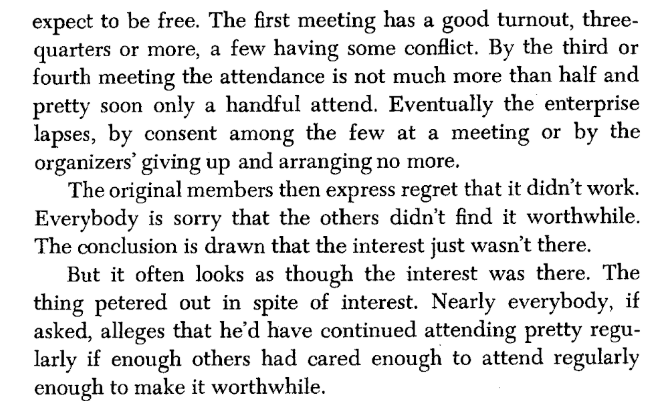 expect to be free. The first meeting has a good turnout, three-
quarters or more, a few having some conflict. By the third or
fourth meeting the attendance is not much more than half and
pretty soon only a handful attend. Eventually the enterprise
lapses, by consent among the few at a meeting or by the
organizers' giving up and arranging no more.
The original members then express regret that it didn't work.
Everybody is sorry that the others didn't find it worthwhile.
The conclusion is drawn that the interest just wasn't there.
But it often looks as though the interest was there. The
thing petered out in spite of interest. Nearly everybody, if
asked, alleges that he'd have continued attending pretty regu-
larly if enough others had cared enough to attend regularly
enough to make it worthwhile.